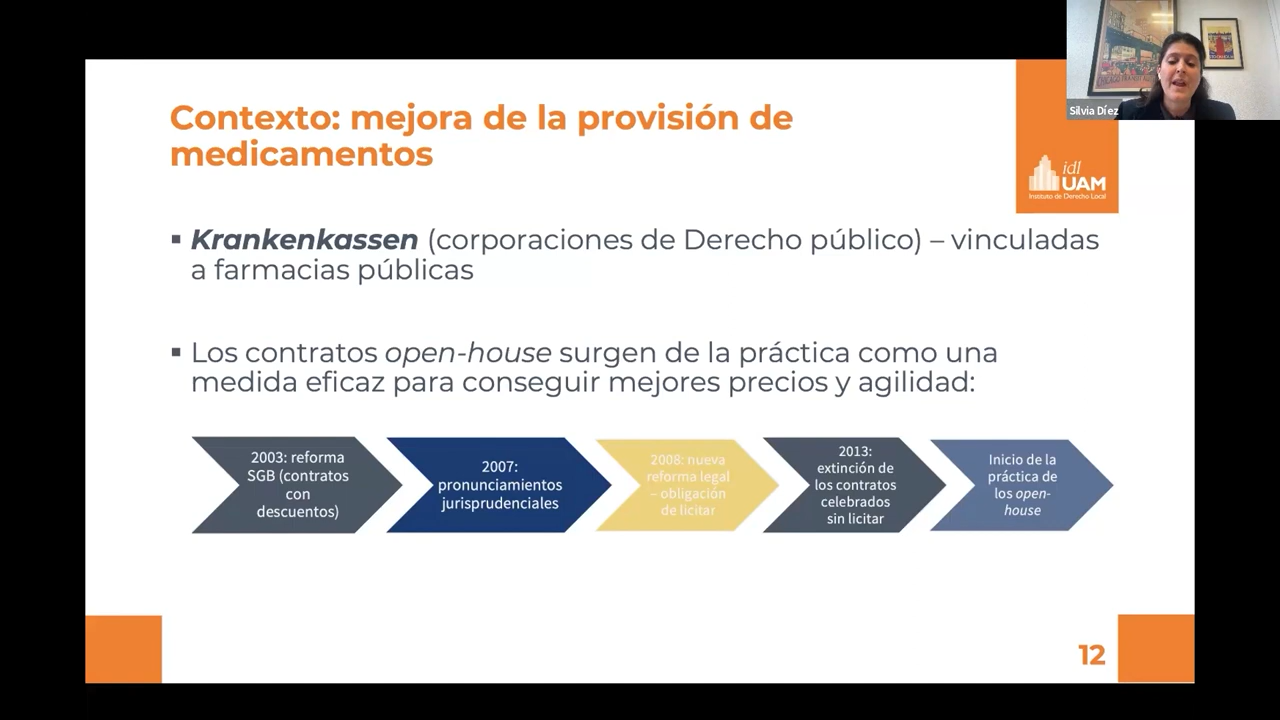 Contexto: mejora de la provisión de
medicamentos
idl
UAM
Instituto de Derecho Local
Silvia Díez
▪ Krankenkassen (corporaciones de Derecho público) – vinculadas
a farmacias públicas
▪ Los contratos open-house surgen de la práctica como una
medida eficaz para conseguir mejores precios y agilidad:
2003: reforma
SGB (contratos
con
descuentos)
2007:
pronunciamientos
jurisprudenciales
2008: nueva
reforma legal
– obligación
de licitar
2013:
extinción de
los contratos
celebrados
sin licitar
Inicio de la
práctica de
los open-
house
12